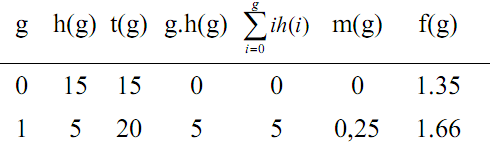 g h(g) t(g) g.h(g) $\sum_{i=0}^{g} ih(i)$ m(g) f(g)
0 15 15 0 0 0 1.35
1 5 20 5 5 0,25 1.66